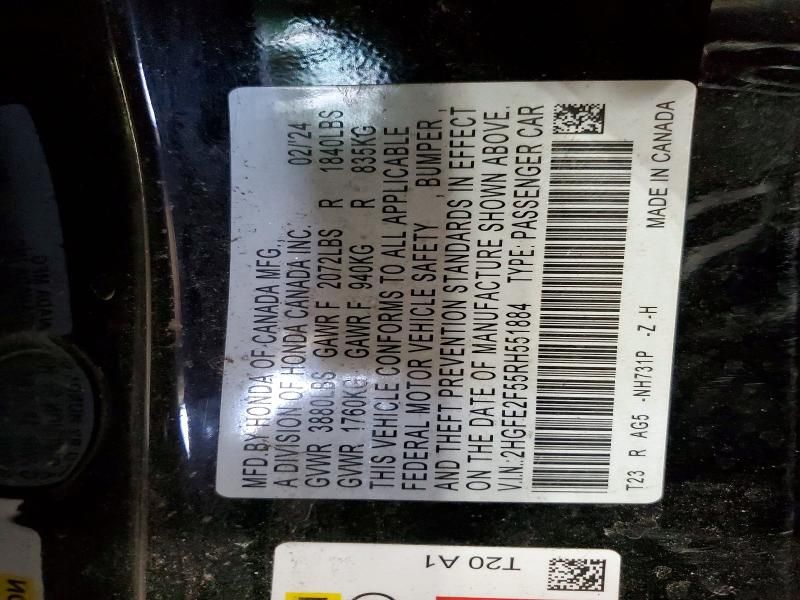 MFD BY HONDA OF CANADA MFG., 02/'24
A DIVISION OF HONDA CANADA INC.
GVWR 3880LBS GAWR F 2072LBS R 1840LBS
GVWR 1760KG GAWR F 940KG R 835KG
THIS VEHICLE CONFORMS TO ALL APPLICABLE
FEDERAL MOTOR VEHICLE SAFETY , BUMPER ,
AND THEFT PREVENTION STANDARDS IN EFFECT
ON THE DATE OF MANUFACTURE SHOWN ABOVE.
V.I.N.:2HGFE2F55RH551884 TYPE: PASSENGER CAR
T23 R AG5 -NH731P -Z -H MADE IN CANADA
T20 A1